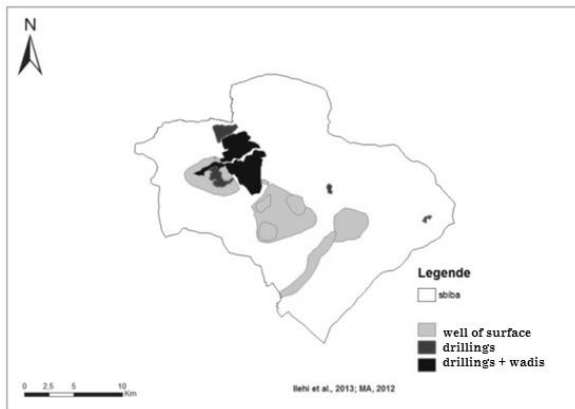 N
Legende
sbiba
well of surface
drillings
drillings + wadis
0 2.5 5 10
Km
Ilehi et al., 2013; MA, 2012